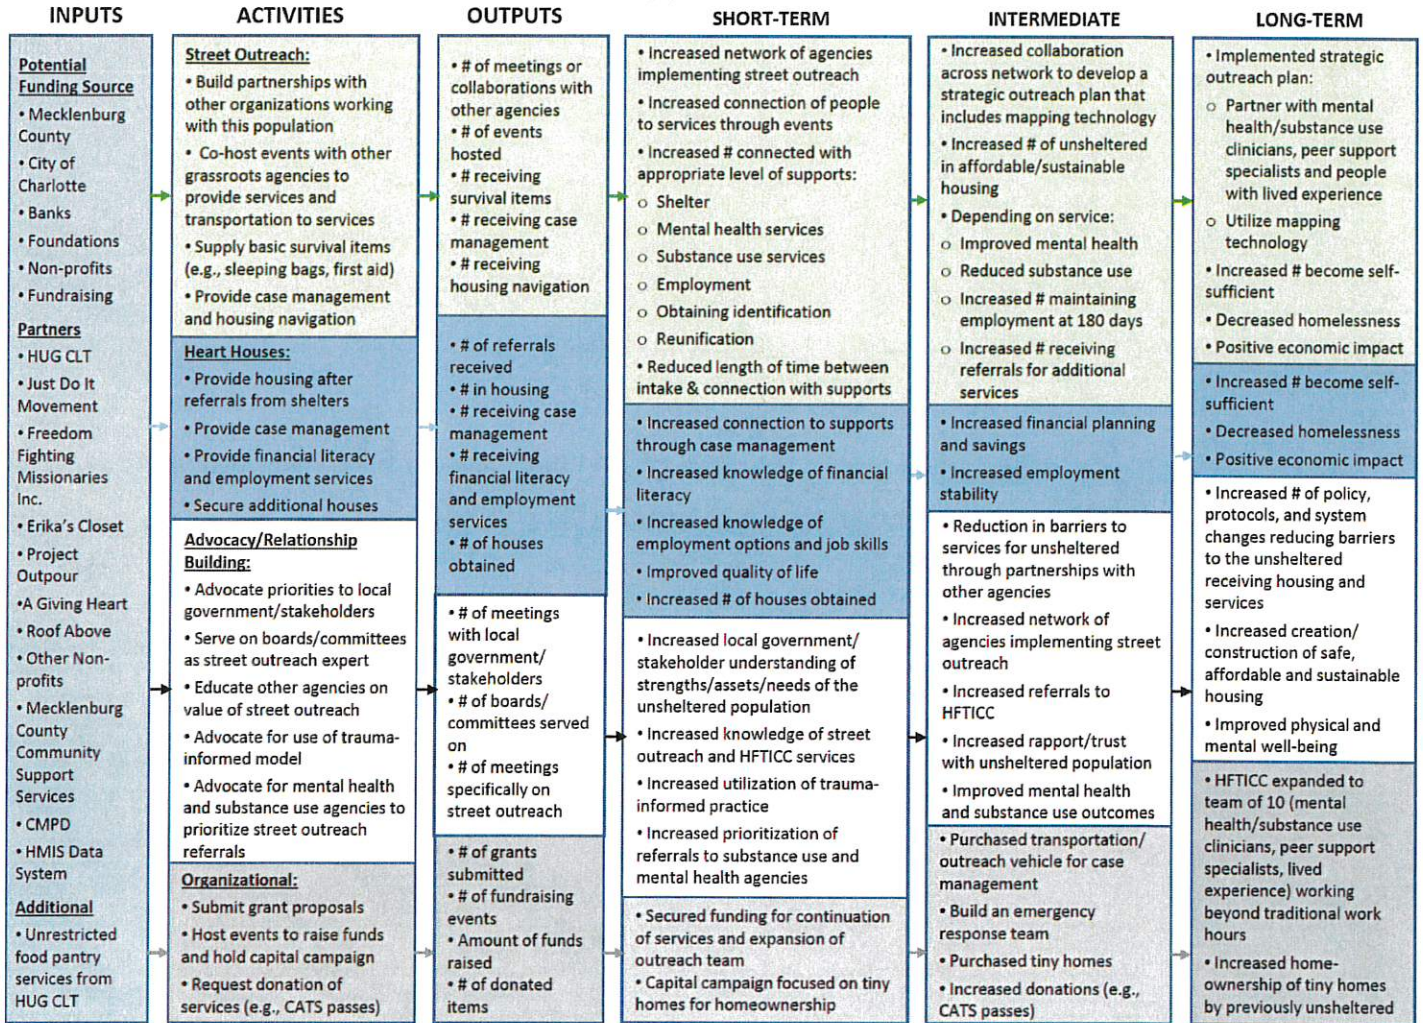 INPUTS
Potential
Funding Source
• Mecklenburg
County
• City of
Charlotte
• Banks
• Foundations
• Non-profits
• Fundraising
Partners
• HUG CLT
• Just Do It
Movement
• Freedom
Fighting
Missionaries
Inc.
• Erika's Closet
• Project
Outpour
•A Giving Heart
• Roof Above
• Other Non-
profits
• Mecklenburg
County
Community
Support
Services
• CMPD
• HMIS Data
System
Additional
• Unrestricted
food pantry
services from
HUG CLT
ACTIVITIES
Street Outreach:
• Build partnerships with
other organizations working
with this population
• Co-host events with other
grassroots agencies to
provide services and
transportation to services
• Supply basic survival items
(e.g., sleeping bags, first aid)
• Provide case management
and housing navigation
Heart Houses:
• Provide housing after
referrals from shelters
• Provide case management
• Provide financial literacy
and employment services
• Secure additional houses
Advocacy/Relationship
Building:
• Advocate priorities to local
government/stakeholders
• Serve on boards/committees
as street outreach expert
• Educate other agencies on
value of street outreach
• Advocate for use of trauma-
informed model
• Advocate for mental health
and substance use agencies to
prioritize street outreach
referrals
Organizational:
• Submit grant proposals
• Host events to raise funds
and hold capital campaign
• Request donation of
services (e.g., CATS passes)
OUTPUTS
• # of meetings or
collaborations with
other agencies
• # of events
hosted
• # receiving
survival items
• # receiving case
management
• # receiving
housing navigation
• # of referrals
received
• # in housing
• # receiving case
management
• # receiving
financial literacy
and employment
services
• # of houses
obtained
• # of meetings
with local
government/
stakeholders
• # of boards/
committees served
on
• # of meetings
specifically on
street outreach
• # of grants
submitted
• # of fundraising
events
• Amount of funds
raised
• # of donated
items
SHORT-TERM
• Increased network of agencies
implementing street outreach
• Increased connection of people
to services through events
• Increased # connected with
appropriate level of supports:
o Shelter
o Mental health services
o Substance use services
o Employment
o Obtaining identification
o Reunification
• Reduced length of time between
intake & connection with supports
• Increased connection to supports
through case management
• Increased knowledge of financial
literacy
• Increased knowledge of
employment options and job skills
• Improved quality of life
• Increased # of houses obtained
• Increased local government/
stakeholder understanding of
strengths/assets/needs of the
unsheltered population
• Increased knowledge of street
outreach and HFTICC services
• Increased utilization of trauma-
informed practice
• Increased prioritization of
referrals to substance use and
mental health agencies
• Secured funding for continuation
of services and expansion of
outreach team
• Capital campaign focused on tiny
homes for homeownership
INTERMEDIATE
• Increased collaboration
across network to develop a
strategic outreach plan that
includes mapping technology
• Increased # of unsheltered
in affordable/sustainable
housing
• Depending on service:
o Improved mental health
o Reduced substance use
o Increased # maintaining
employment at 180 days
o Increased # receiving
referrals for additional
services
• Increased financial planning
and savings
• Increased employment
stability
• Reduction in barriers to
services for unsheltered
through partnerships with
other agencies
• Increased network of
agencies implementing street
outreach
• Increased referrals to
HFTICC
• Increased rapport/trust
with unsheltered population
• Improved mental health
and substance use outcomes
• Purchased transportation/
outreach vehicle for case
management
• Build an emergency
response team
• Purchased tiny homes
• Increased donations (e.g.,
CATS passes)
LONG-TERM
• Implemented strategic
outreach plan:
o Partner with mental
health/substance use
clinicians, peer support
specialists and people
with lived experience
o Utilize mapping
technology
• Increased # become self-
sufficient
• Decreased homelessness
• Positive economic impact
• Increased # become self-
sufficient
• Decreased homelessness
• Positive economic impact
• Increased # of policy,
protocols, and system
changes reducing barriers
to the unsheltered
receiving housing and
services
• Increased creation/
construction of safe,
affordable and sustainable
housing
• Improved physical and
mental well-being
• HFTICC expanded to
team of 10 (mental
health/substance use
clinicians, peer support
specialists, lived
experience) working
beyond traditional work
hours
• Increased home-
ownership of tiny homes
by previously unsheltered